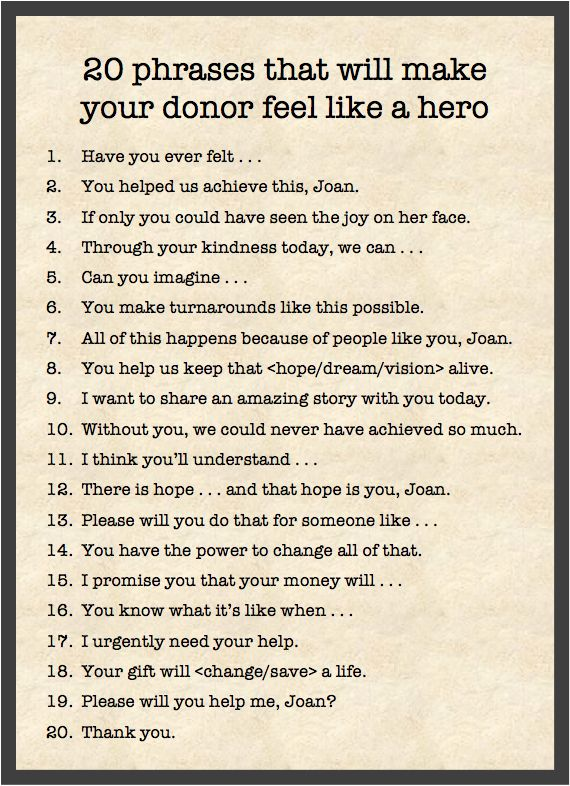 20 phrases that will make
your donor feel like a hero
1. Have you ever felt . . .
2. You helped us achieve this, Joan.
3. If only you could have seen the joy on her face.
4. Through your kindness today, we can . . .
5. Can you imagine . . .
6. You make turnarounds like this possible.
7. All of this happens because of people like you, Joan.
8. You help us keep that <hope/dream/vision> alive.
9. I want to share an amazing story with you today.
10. Without you, we could never have achieved so much.
11. I think you’ll understand . . .
12. There is hope . . . and that hope is you, Joan.
13. Please will you do that for someone like . . .
14. You have the power to change all of that.
15. I promise you that your money will . . .
16. You know what it’s like when . . .
17. I urgently need your help.
18. Your gift will <change/save> a life.
19. Please will you help me, Joan?
20. Thank you.